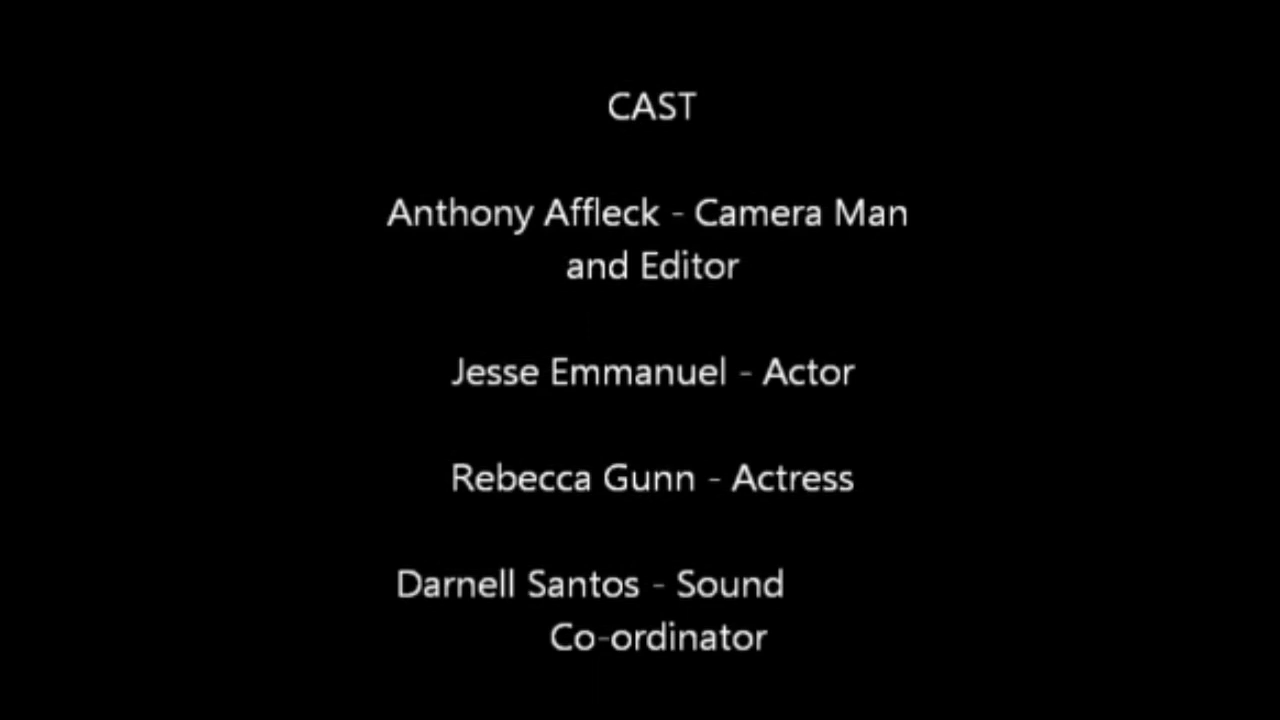 CAST
Anthony Affleck - Camera Man
and Editor
Jesse Emmanuel - Actor
Rebecca Gunn - Actress
Darnell Santos - Sound
Co-ordinator